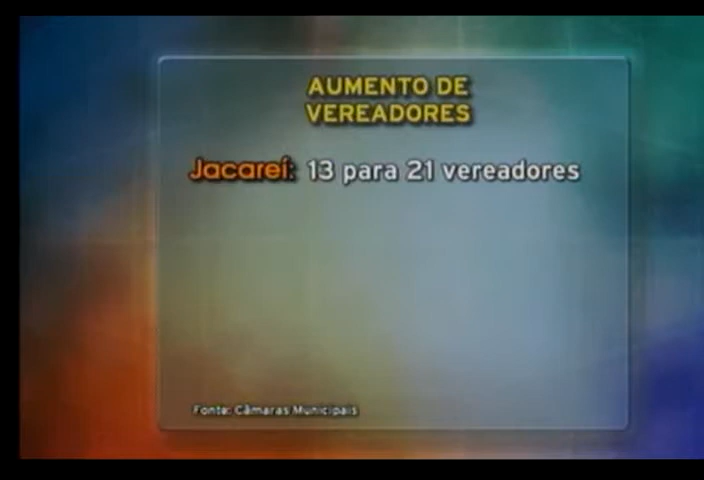 AUMENTO DE
VEREADORES
Jacareí: 13 para 21 vereadores
Fonte: Câmaras Municipais